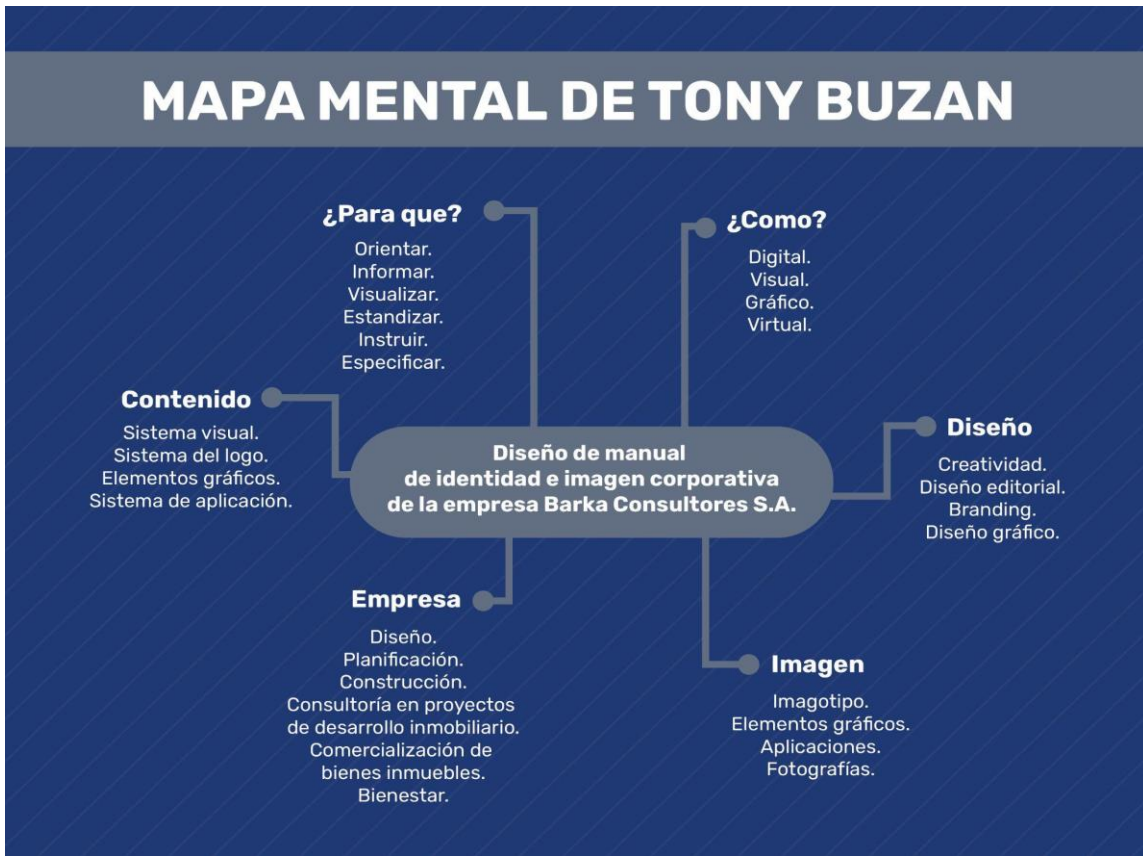 MAPA MENTAL DE TONY BUZAN
¿Para que?
Orientar.
Informar.
Visualizar.
Estandizar.
Instruir.
Especificar.
¿Como?
Digital.
Visual.
Gráfico.
Virtual.
Contenido
Sistema visual.
Sistema del logo.
Elementos gráficos.
Sistema de aplicación.
Diseño de manual
de identidad e imagen corporativa
de la empresa Barka Consultores S.A.
Diseño
Creatividad.
Diseño editorial.
Branding.
Diseño gráfico.
Empresa
Diseño.
Planificación.
Construcción.
Consultoría en proyectos
de desarrollo inmobiliario.
Comercialización de
bienes inmuebles.
Bienestar.
Imagen
Imagotipo.
Elementos gráficos.
Aplicaciones.
Fotografías.